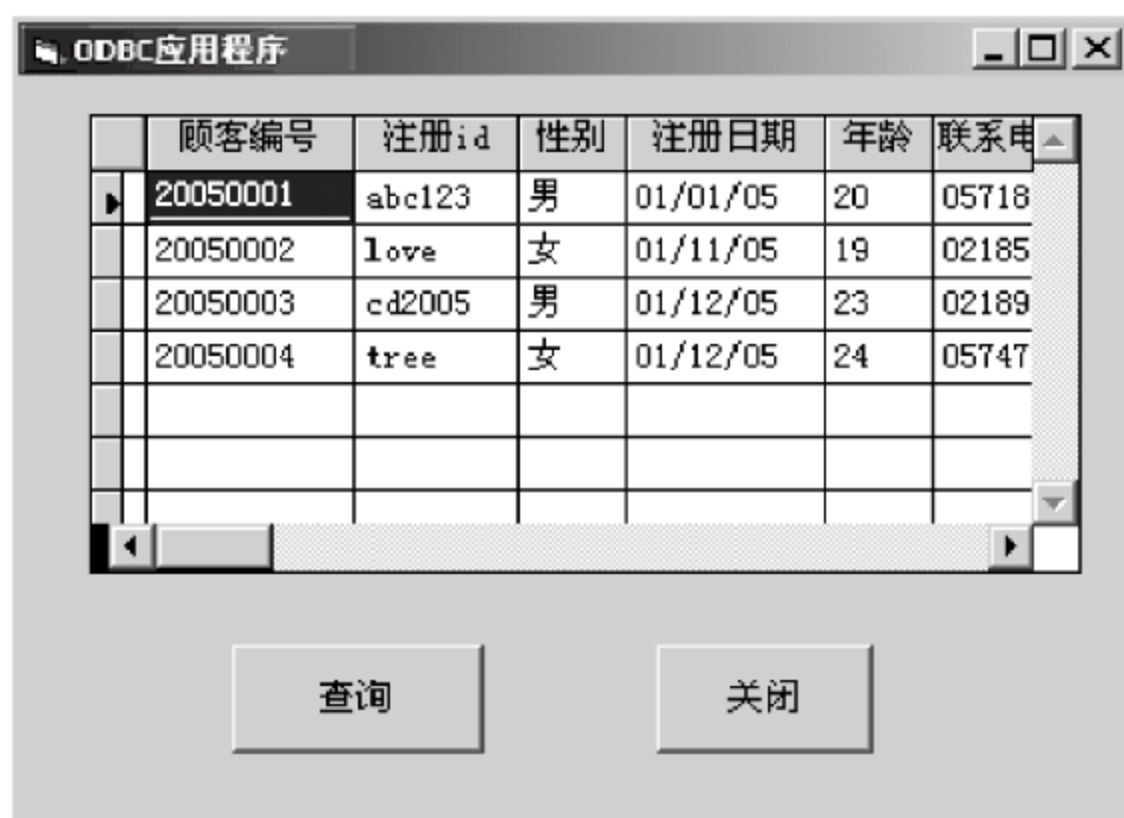 ODBC应用程序
顾客编号 注册id 性别 注册日期 年龄 联系电
20050001 abc123 男 01/01/05 20 05718
20050002 love 女 01/11/05 19 02185
20050003 cd2005 男 01/12/05 23 02189
20050004 tree 女 01/12/05 24 05747
查询 关闭